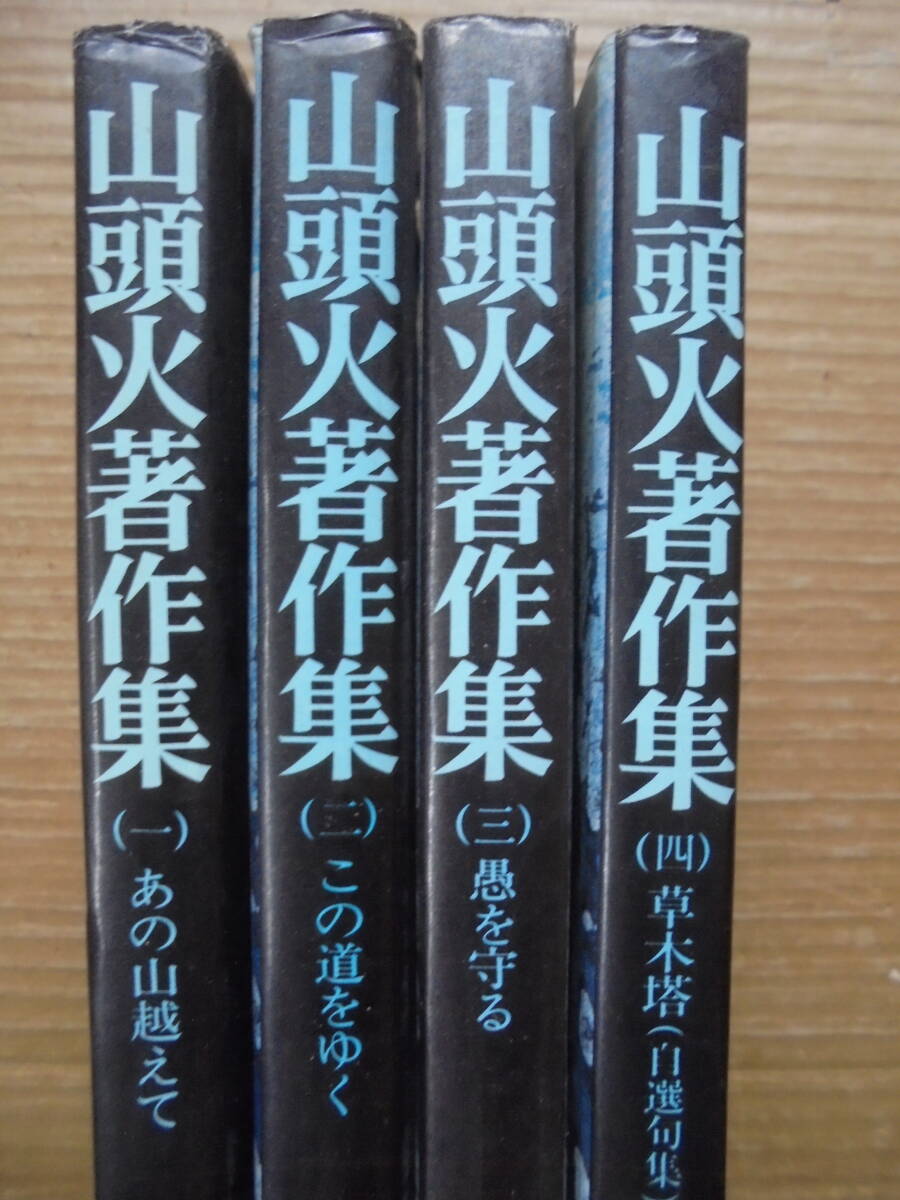 山頭火著作集(一)あの山越えて
山頭火著作集(二)この道をゆく
山頭火著作集(三)愚を守る
山頭火著作集(四)草木塔(自選句集)